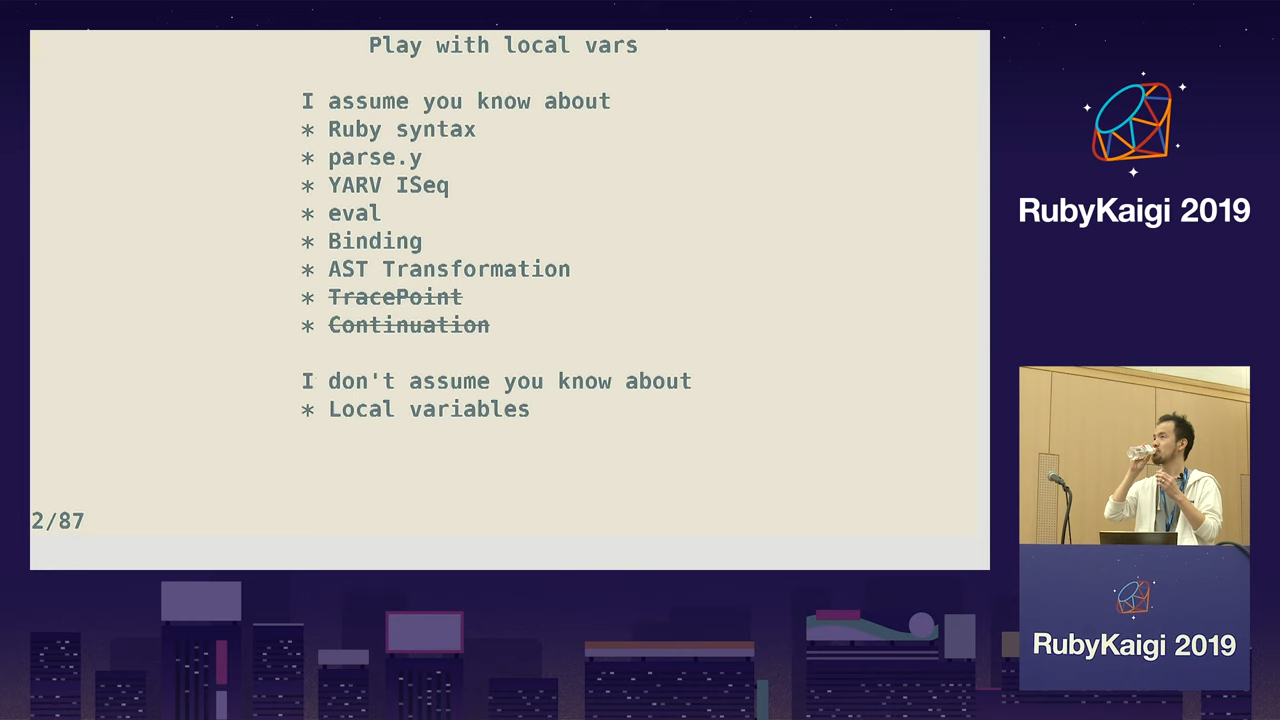 Play with local vars
I assume you know about
* Ruby syntax
* parse.y
* YARV ISeq
* eval
* Binding
* AST Transformation
* TracePoint
* Continuation
I don't assume you know about
* Local variables
2/87
RubyKaigi 2019
RubyKaigi 2019